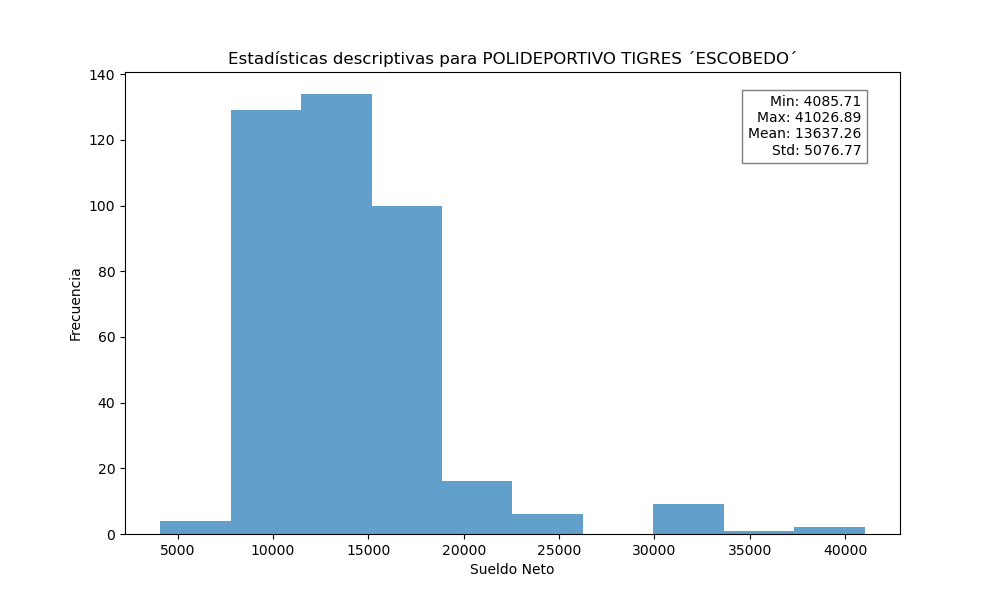 Estadísticas descriptivas para POLIDEPORTIVO TIGRES ´ESCOBEDO´
Min: 4085.71
Max: 41026.89
Mean: 13637.26
Std: 5076.77
Frecuencia
140
120
100
80
60
40
20
0
5000 10000 15000 20000 25000 30000 35000 40000
Sueldo Neto